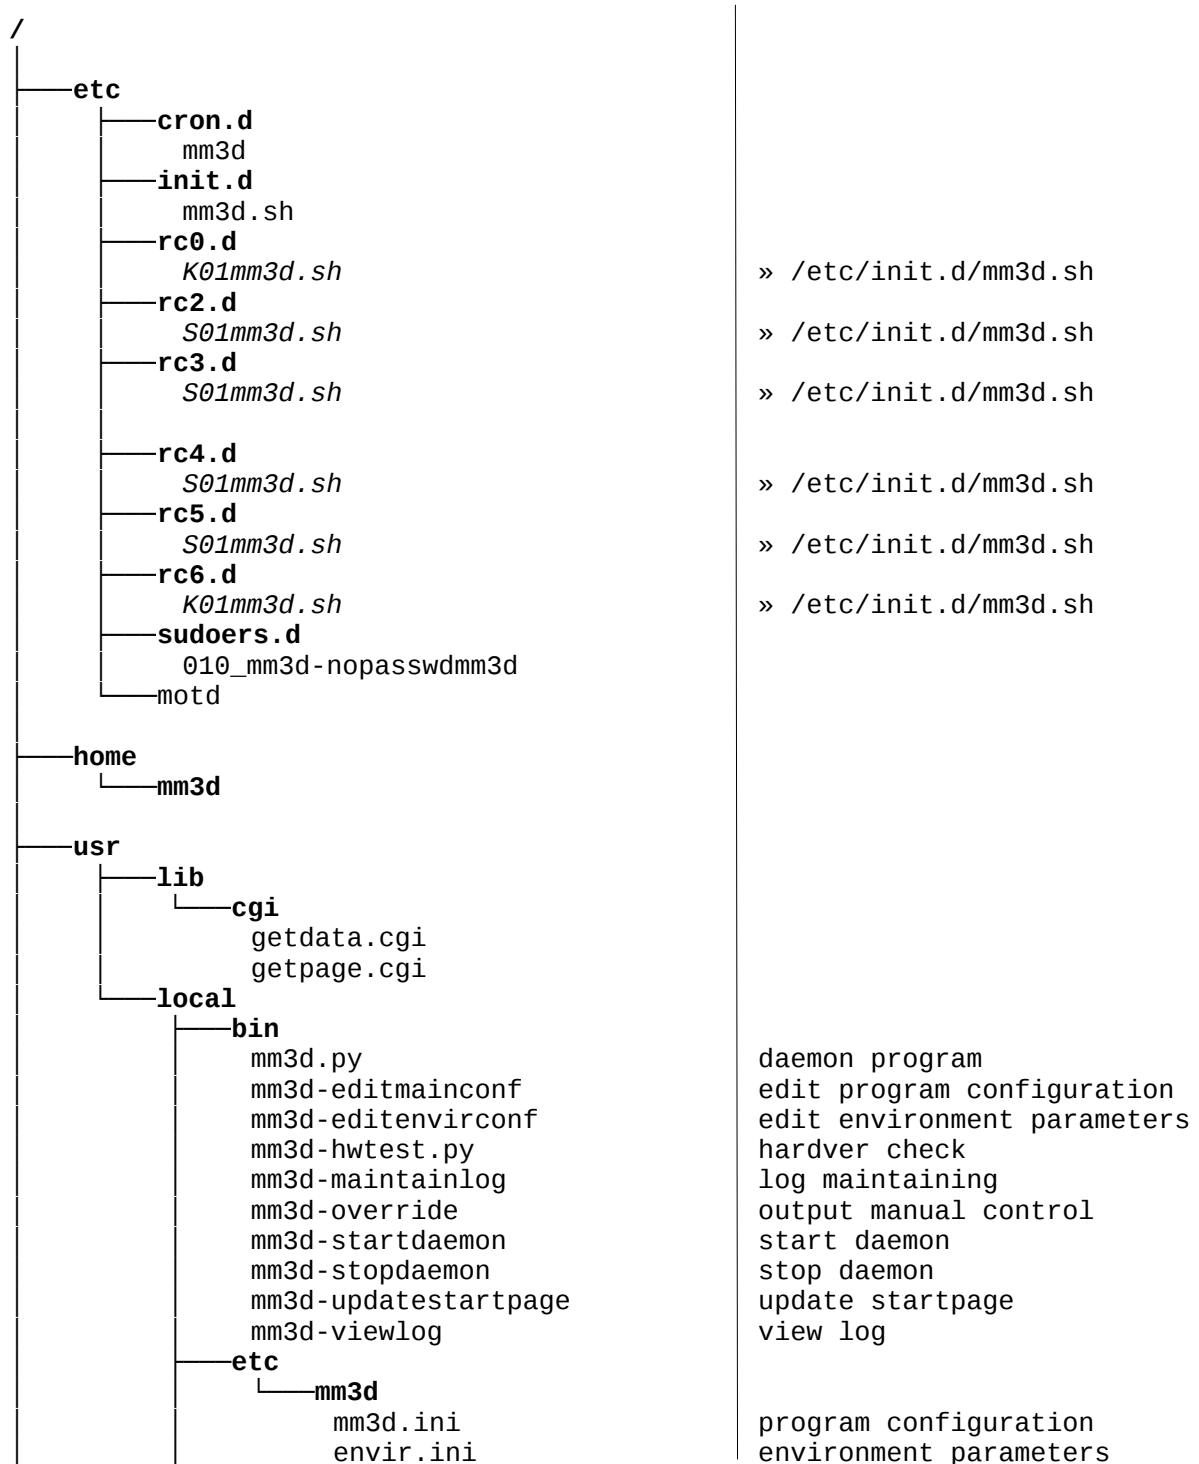 /
etc
cron.d
mm3d
init.d
mm3d.sh
rc0.d
K01mm3d.sh » /etc/init.d/mm3d.sh
rc2.d
S01mm3d.sh » /etc/init.d/mm3d.sh
rc3.d
S01mm3d.sh » /etc/init.d/mm3d.sh
rc4.d
S01mm3d.sh » /etc/init.d/mm3d.sh
rc5.d
S01mm3d.sh » /etc/init.d/mm3d.sh
rc6.d
K01mm3d.sh » /etc/init.d/mm3d.sh
sudoers.d
010_mm3d-nopasswdmm3d
motd
home
mm3d
usr
lib
cgi
getdata.cgi
getpage.cgi
local
bin
mm3d.py daemon program
mm3d-editmainconf edit program configuration
mm3d-editenvirconf edit environment parameters
mm3d-hwtest.py hardver check
mm3d-maintainlog log maintaining
mm3d-override output manual control
mm3d-startdaemon start daemon
mm3d-stopdaemon stop daemon
mm3d-updatestartpage update startpage
mm3d-viewlog view log
etc
mm3d
mm3d.ini program configuration
envir.ini environment parameters